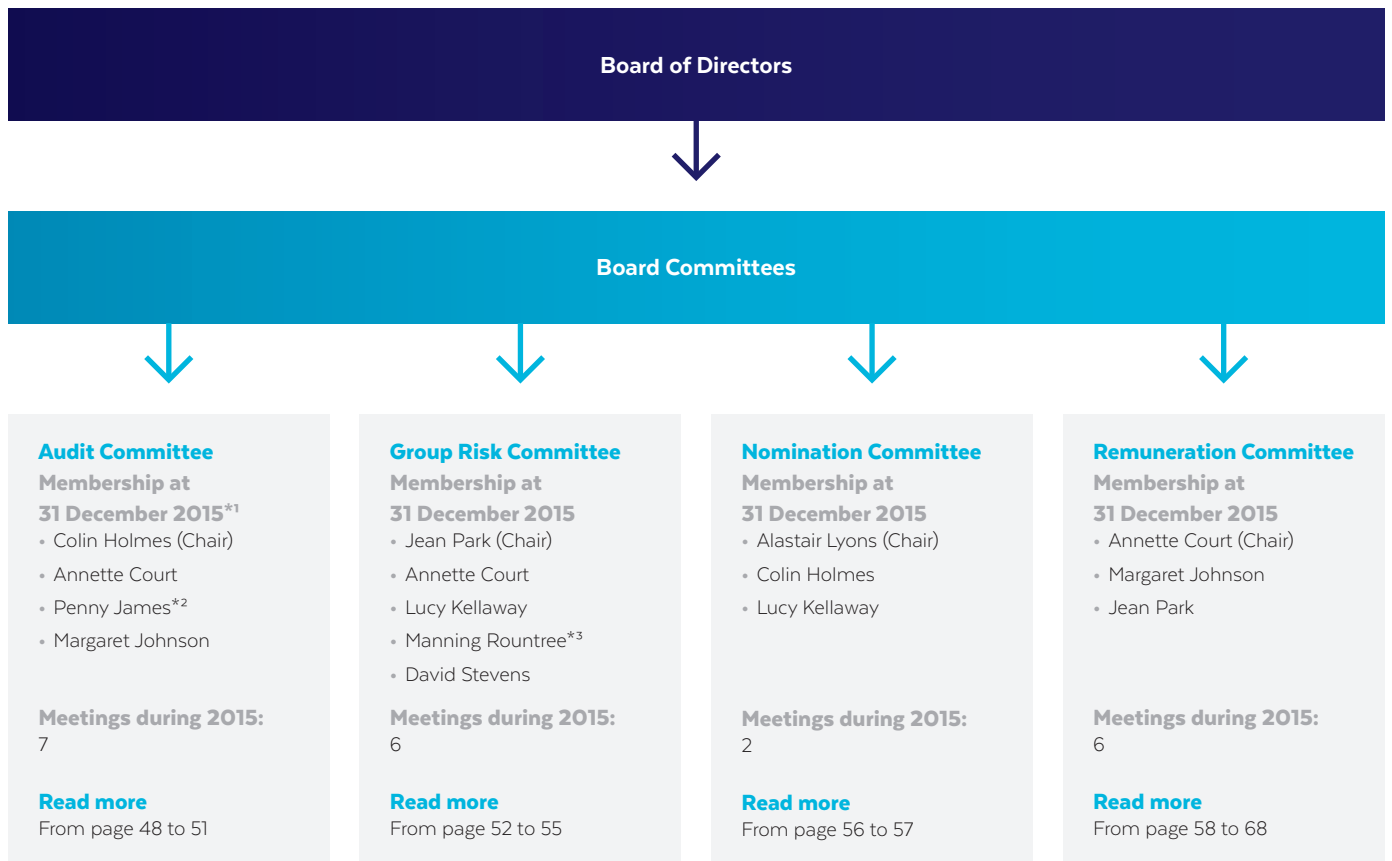 Board of Directors
Board Committees
Audit Committee
Membership at
31 December 2015*¹
• Colin Holmes (Chair)
• Annette Court
• Penny James*²
• Margaret Johnson
Meetings during 2015:
7
Read more
From page 48 to 51
Group Risk Committee
Membership at
31 December 2015
• Jean Park (Chair)
• Annette Court
• Lucy Kellaway
• Manning Rountree*³
• David Stevens
Meetings during 2015:
6
Read more
From page 52 to 55
Nomination Committee
Membership at
31 December 2015
• Alastair Lyons (Chair)
• Colin Holmes
• Lucy Kellaway
Meetings during 2015:
2
Read more
From page 56 to 57
Remuneration Committee
Membership at
31 December 2015
• Annette Court (Chair)
• Margaret Johnson
• Jean Park
Meetings during 2015:
6
Read more
From page 58 to 68